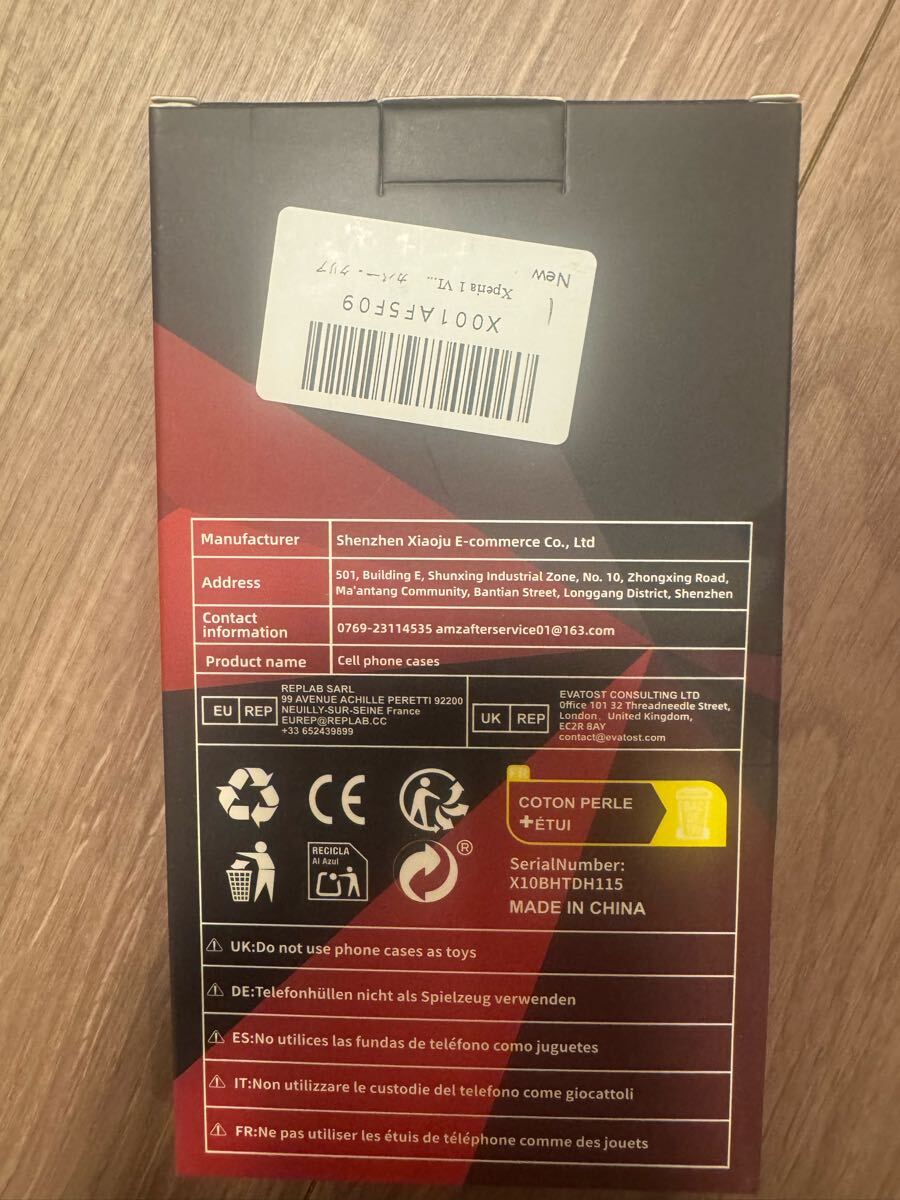 New
Xperia 1 VI... カバー・クリア
X001AF5F09
Manufacturer
Shenzhen Xiaoju E-commerce Co., Ltd
Address
501, Building E, Shunxing Industrial Zone, No. 10, Zhongxing Road,
Ma'antang Community, Bantian Street, Longgang District, Shenzhen
Contact
information
0769-23114535 amzafterservice01@163.com
Product name
Cell phone cases
EU REP
REPLAB SARL
99 AVENUE ACHILLE PERETTI 92200
NEUILLY-SUR-SEINE France
EUREP@REPLAB.CC
+33 652439899
UK REP
EVATOST CONSULTING LTD
Office 101 32 Threadneedle Street,
London, United Kingdom,
EC2R 8AY
contact@evatost.com
CE
RECICLA
Al Azul
®
FR
COTON PERLE
+ÉTUI
BAC
SerialNumber:
X10BHTDH115
MADE IN CHINA
UK:Do not use phone cases as toys
DE:Telefonhüllen nicht als Spielzeug verwenden
ES:No utilices las fundas de teléfono como juguetes
IT:Non utilizzare le custodie del telefono come giocattoli
FR:Ne pas utiliser les étuis de téléphone comme des jouets